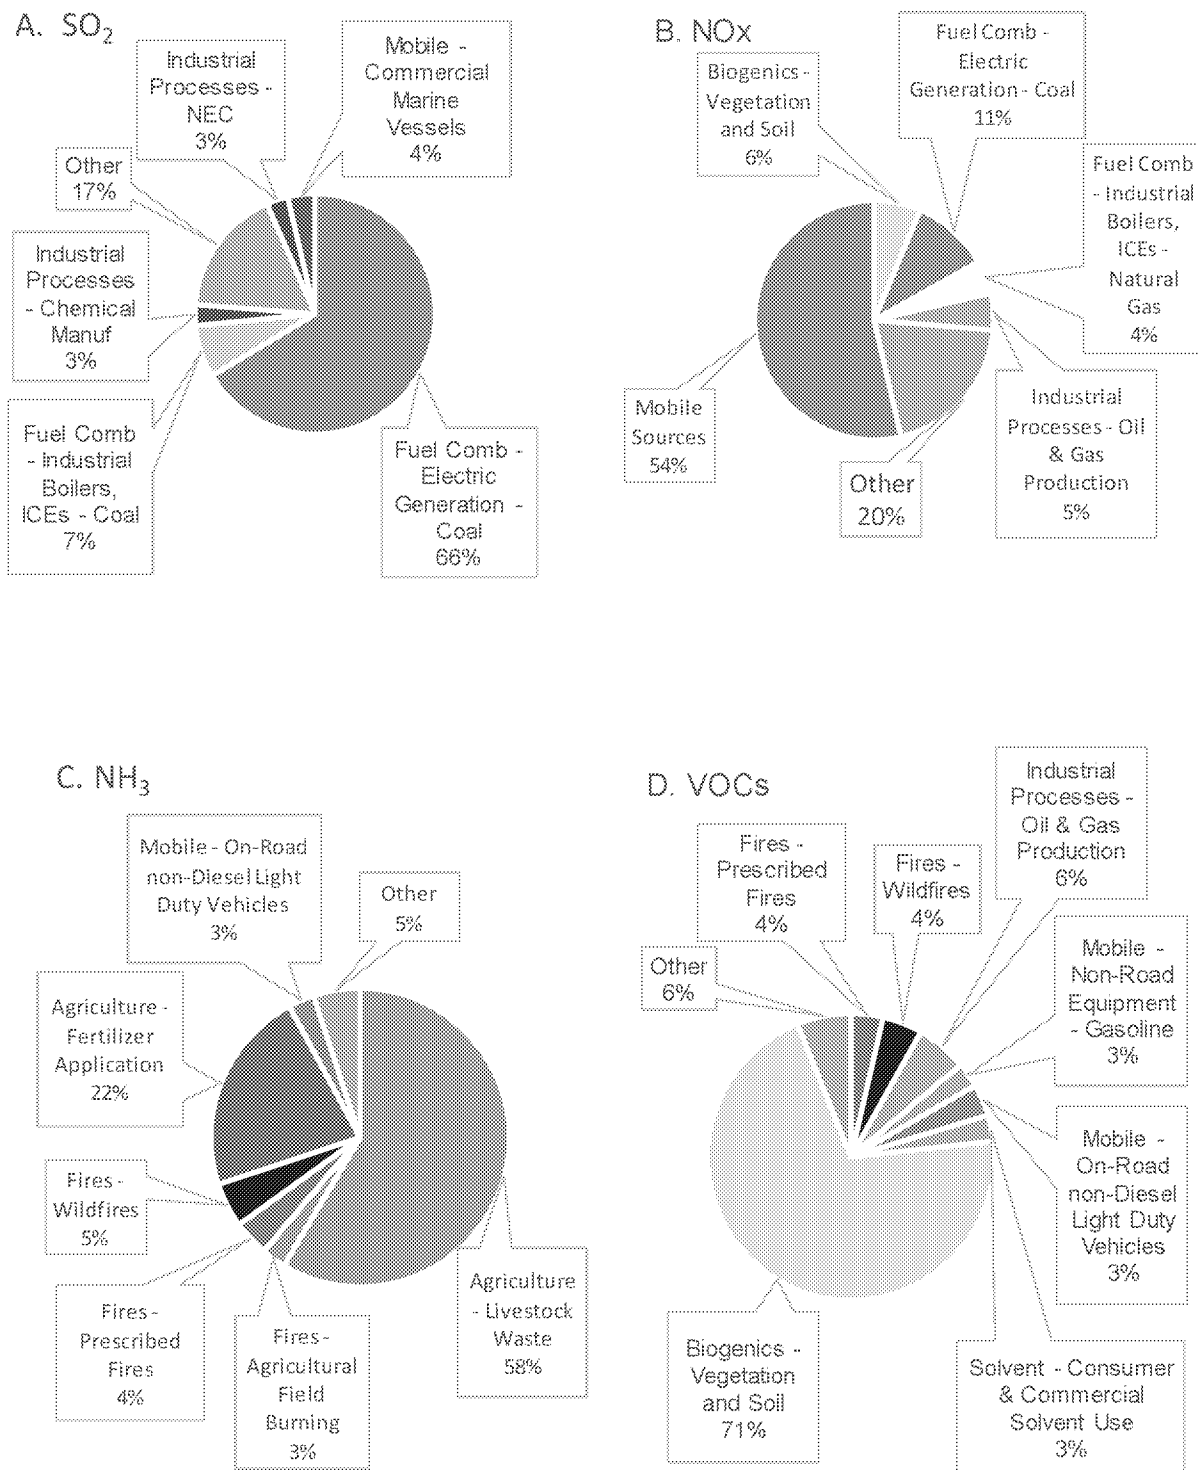 A. SO2
Industrial
Processes -
NEC
3%
Mobile -
Commercial
Marine
Vessels
4%
Other
17%
Industrial
Processes
- Chemical
Manuf
3%
Fuel Comb
- Industrial
Boilers,
ICEs - Coal
7%
Fuel Comb -
Electric
Generation -
Coal
66%
B. NOx
Biogenics -
Vegetation
and Soil
6%
Fuel Comb -
Electric
Generation - Coal
11%
Fuel Comb
- Industrial
Boilers,
ICEs -
Natural
Gas
4%
Mobile
Sources
54%
Other
20%
Industrial
Processes - Oil
& Gas
Production
5%
C. NH3
Mobile - On-Road
non-Diesel Light
Duty Vehicles
3%
Other
5%
Agriculture -
Fertilizer
Application
22%
Fires -
Wildfires
5%
Fires -
Prescribed
Fires
4%
Fires -
Agricultural
Field
Burning
3%
Agriculture
- Livestock
Waste
58%
D. VOCs
Fires -
Prescribed
Fires
4%
Fires -
Wildfires
4%
Industrial
Processes -
Oil & Gas
Production
6%
Other
6%
Mobile -
Non-Road
Equipment
- Gasoline
3%
Mobile -
On-Road
non-Diesel
Light Duty
Vehicles
3%
Biogenics -
Vegetation
and Soil
71%
Solvent - Consumer
& Commercial
Solvent Use
3%